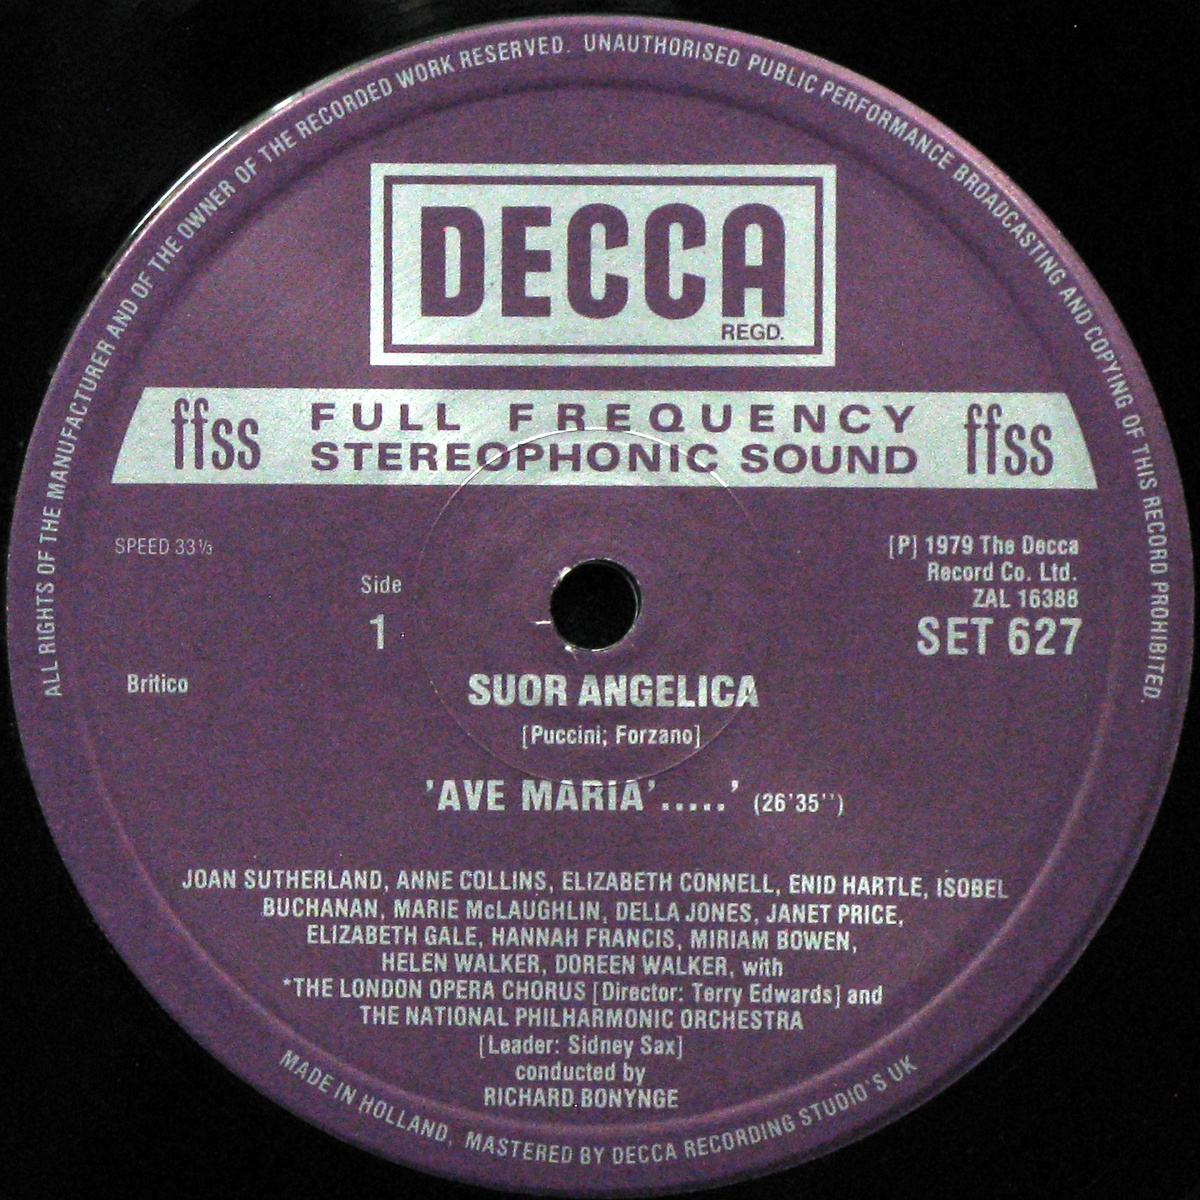 ALL RIGHTS OF THE MANUFACTURER AND OF THE OWNER OF THE RECORDED WORK RESERVED. UNAUTHORISED PUBLIC PERFORMANCE BROADCASTING AND COPYING OF THIS RECORD PROHIBITED
DECCA
REGD.
ffss FULL FREQUENCY ffss
STEREOPHONIC SOUND
SPEED 33⅓
[P] 1979 The Decca
Record Co. Ltd.
ZAL 16388
SET 627
Side
1
Britico
SUOR ANGELICA
[Puccini; Forzano]
'AVE MARIA'.....' (26'35'')
JOAN SUTHERLAND, ANNE COLLINS, ELIZABETH CONNELL, ENID HARTLE, ISOBEL
BUCHANAN, MARIE McLAUGHLIN, DELLA JONES, JANET PRICE,
ELIZABETH GALE, HANNAH FRANCIS, MIRIAM BOWEN,
HELEN WALKER, DOREEN WALKER, with
*THE LONDON OPERA CHORUS [Director: Terry Edwards] and
THE NATIONAL PHILHARMONIC ORCHESTRA
[Leader: Sidney Sax]
conducted by
RICHARD BONYNGE
MADE IN HOLLAND, MASTERED BY DECCA RECORDING STUDIO'S UK